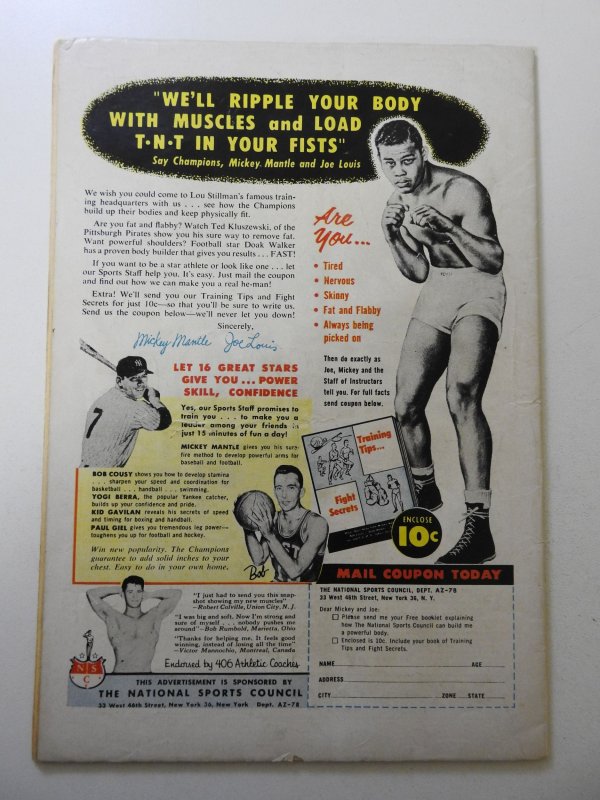 "WE'LL RIPPLE YOUR BODY
WITH MUSCLES and LOAD
T·N·T IN YOUR FISTS"
Say Champions, Mickey Mantle and Joe Louis
We wish you could come to Lou Stillman's famous train-
ing headquarters with us . . . see how the Champions
build up their bodies and keep physically fit.
Are you fat and flabby? Watch Ted Kluszewski, of the
Pittsburgh Pirates show you his sure way to remove fat.
Want powerful shoulders? Football star Doak Walker
has a proven body builder that gives you results . . . FAST!
If you want to be a star athlete or look like one . . . let
our Sports Staff help you. It's easy. Just mail the coupon
and find out how we can make you a real he-man!
Extra! We'll send you our Training Tips and Fight
Secrets for just 10c—so that you'll be sure to write us.
Send us the coupon below—we'll never let you down!
Sincerely,
Mickey Mantle Joe Louis
Are
You...
• Tired
• Nervous
• Skinny
• Fat and Flabby
• Always being
picked on
Then do exactly as
Joe, Mickey and the
Staff of Instructors
tell you. For full facts
send coupon below.
7
LET 16 GREAT STARS
GIVE YOU ... POWER
SKILL, CONFIDENCE
Yes, our Sports Staff promises to
train you . . . to make you a
leader among your friends in
just 15 minutes of fun a day!
MICKEY MANTLE gives you his sure-
fire method to develop powerful arms for
baseball and football.
BOB COUSY shows you how to develop stamina
. . . sharpen your speed and coordination for
basketball . . . handball . . . swimming.
YOGI BERRA, the popular Yankee catcher,
builds up your confidence and pride.
KID GAVILAN reveals his secrets of speed
and timing for boxing and handball.
PAUL GIEL gives you tremendous leg power—
toughens you up for football and hockey.
Win new popularity. The Champions
guarantee to add solid inches to your
chest. Easy to do in your own home.
Bob
Training
Tips...
Fight
Secrets
ENCLOSE
10c
"I just had to send you this snap-
shot showing my new muscles"
—Robert Colville, Union City, N. J.
"I was big and soft. Now I'm strong and
sure of myself . . . nobody pushes me
around"—Bob Rumbold, Marietta, Ohio
"Thanks for helping me. It feels good
winning, instead of losing all the time"
—Victor Mannochio, Montreal, Canada
Endorsed by 406 Athletic Coaches
N S C
THIS ADVERTISEMENT IS SPONSORED BY
THE NATIONAL SPORTS COUNCIL
33 West 46th Street, New York 36, New York Dept. AZ-78
MAIL COUPON TODAY
THE NATIONAL SPORTS COUNCIL, DEPT. AZ-78
33 West 46th Street, New York 36, N. Y.
Dear Mickey and Joe:
Please send me your Free booklet explaining
how The National Sports Council can build me
a powerful body.
Enclosed is 10c. Include your book of Training
Tips and Fight Secrets.
NAME AGE
ADDRESS
CITY ZONE STATE